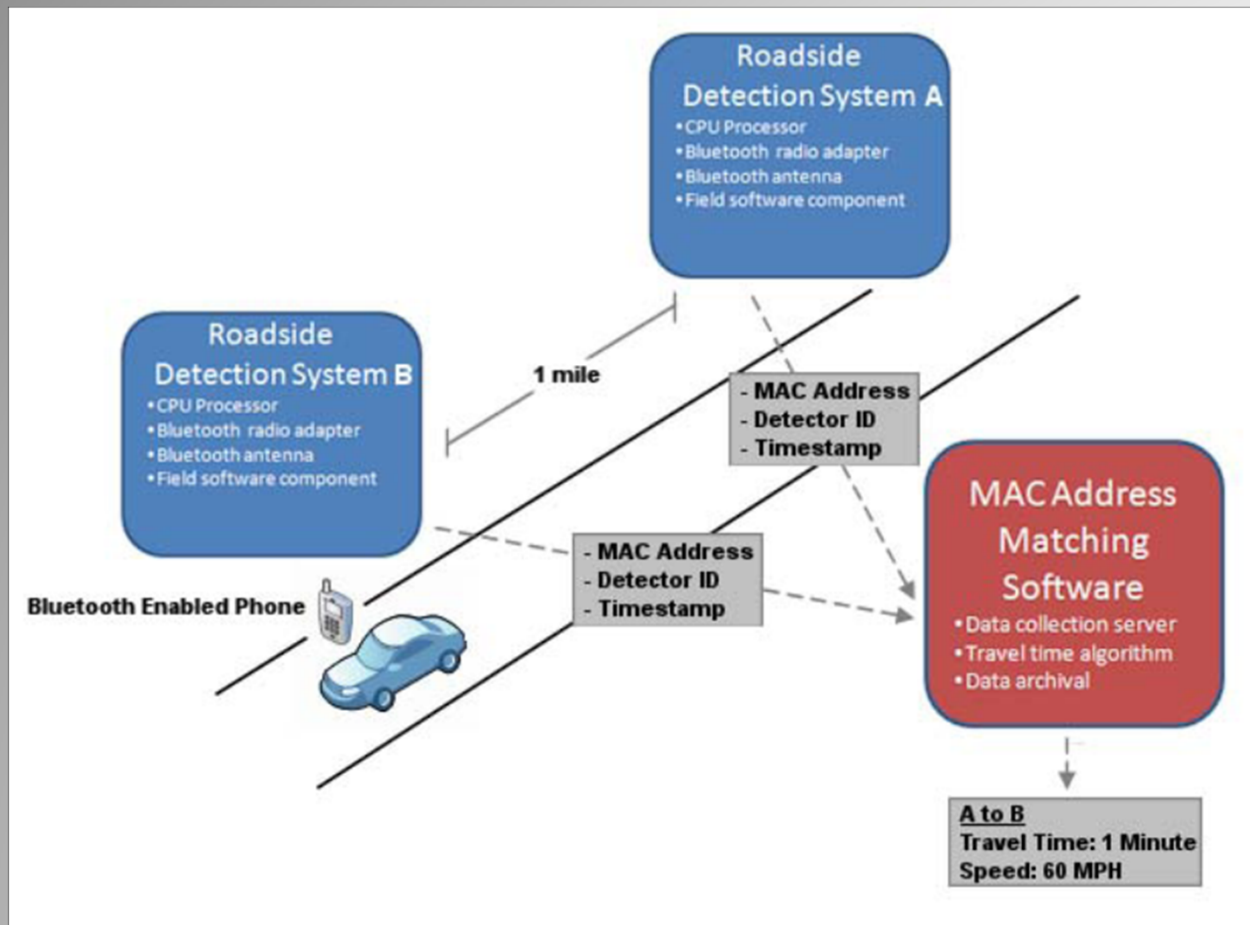 Roadside
Detection System A
•CPU Processor
•Bluetooth radio adapter
•Bluetooth antenna
•Field software component
Roadside
Detection System B
•CPU Processor
•Bluetooth radio adapter
•Bluetooth antenna
•Field software component
1 mile
- MAC Address
- Detector ID
- Timestamp
- MAC Address
- Detector ID
- Timestamp
Bluetooth Enabled Phone
MAC Address
Matching
Software
•Data collection server
•Travel time algorithm
•Data archival
A to B
Travel Time: 1 Minute
Speed: 60 MPH